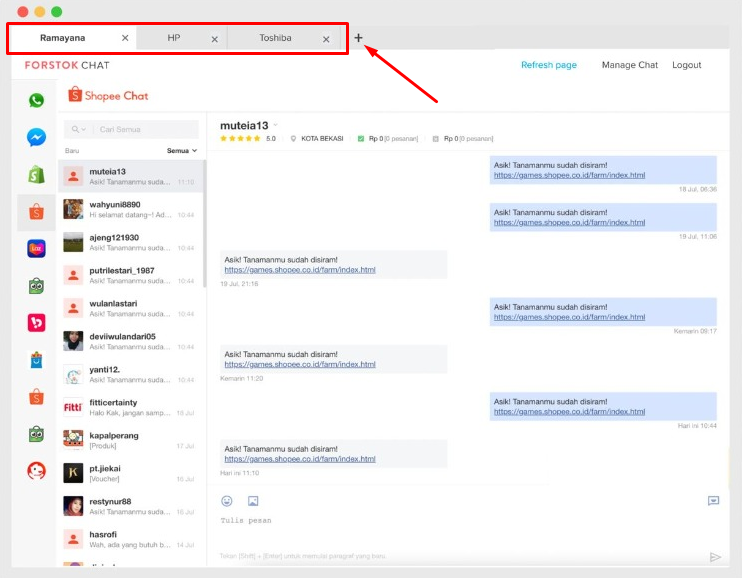 Ramayana
HP
Toshiba
FORSTOK CHAT
Refresh page
Manage Chat
Logout
Shopee Chat
Cari Semua
Baru
Semua
muteia13
Asik! Tanamanmu suda...
11:10
wahyuni8890
Hi selamat datang~! Ad...
10:44
ajeng121930
Asik! Tanamanmu suda...
10:44
putrilestari_1987
Asik! Tanamanmu suda...
10:44
wulanlastari
Asik! Tanamanmu suda...
10:44
deviiwulandari05
Asik! Tanamanmu suda...
10:44
yanti12.
Asik! Tanamanmu suda...
10:44
Fitti
fitticertainty
Halo Kak, jangan samp...
18 Jul
kapalperang
[Produk]
17 Jul
pt.jiekai
[Voucher]
16 Jul
restynur88
Asik! Tanamanmu suda...
16 Jul
hasrofi
Wah, ada yang butuh b...
14 Jul
muteia13
5.0
KOTA BEKASI
Rp 0 [0 pesanan]
Rp 0 [0 pesanan]
Asik! Tanamanmu sudah disiram!
https://games.shopee.co.id/farm/index.html
18 Jul. 06:36
Asik! Tanamanmu sudah disiram!
https://games.shopee.co.id/farm/index.html
19 Jul. 11:06
Asik! Tanamanmu sudah disiram!
https://games.shopee.co.id/farm/index.html
19 Jul. 21:18
Asik! Tanamanmu sudah disiram!
https://games.shopee.co.id/farm/index.html
Kemarin 09:17
Asik! Tanamanmu sudah disiram!
https://games.shopee.co.id/farm/index.html
Kemarin 11:20
Asik! Tanamanmu sudah disiram!
https://games.shopee.co.id/farm/index.html
Hari ini 10:44
Asik! Tanamanmu sudah disiram!
https://games.shopee.co.id/farm/index.html
Hari ini 11:10
Tulis pesan
Tekan [Shift] + [Enter] untuk memulai paragraf yang baru.